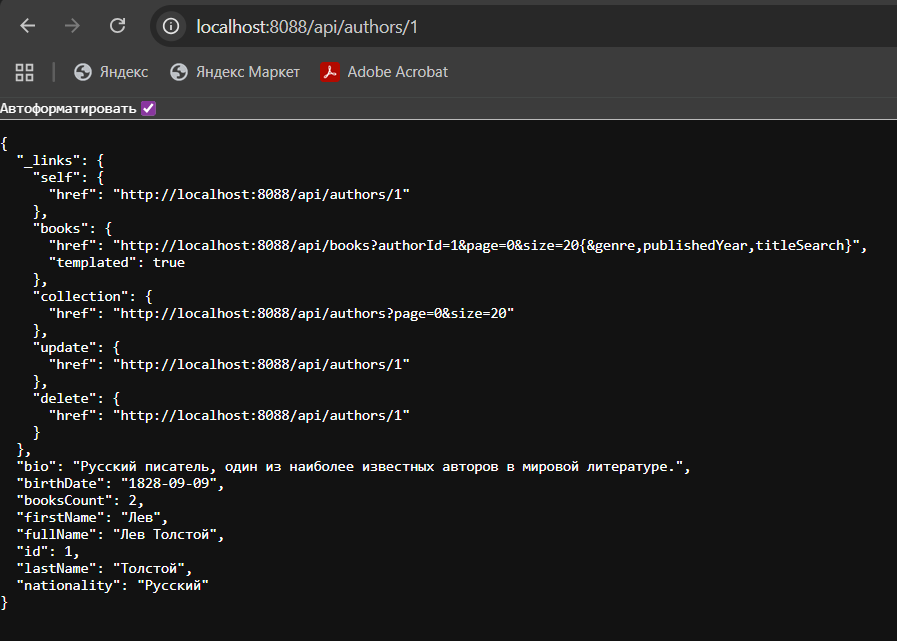 localhost:8088/api/authors/1
Яндекс Яндекс Маркет Adobe Acrobat
Автоформатировать
{
  "_links": {
    "self": {
      "href": "http://localhost:8088/api/authors/1"
    },
    "books": {
      "href": "http://localhost:8088/api/books?authorId=1&page=0&size=20{&genre,publishedYear,titleSearch}",
      "templated": true
    },
    "collection": {
      "href": "http://localhost:8088/api/authors?page=0&size=20"
    },
    "update": {
      "href": "http://localhost:8088/api/authors/1"
    },
    "delete": {
      "href": "http://localhost:8088/api/authors/1"
    }
  },
  "bio": "Русский писатель, один из наиболее известных авторов в мировой литературе.",
  "birthDate": "1828-09-09",
  "booksCount": 2,
  "firstName": "Лев",
  "fullName": "Лев Толстой",
  "id": 1,
  "lastName": "Толстой",
  "nationality": "Русский"
}